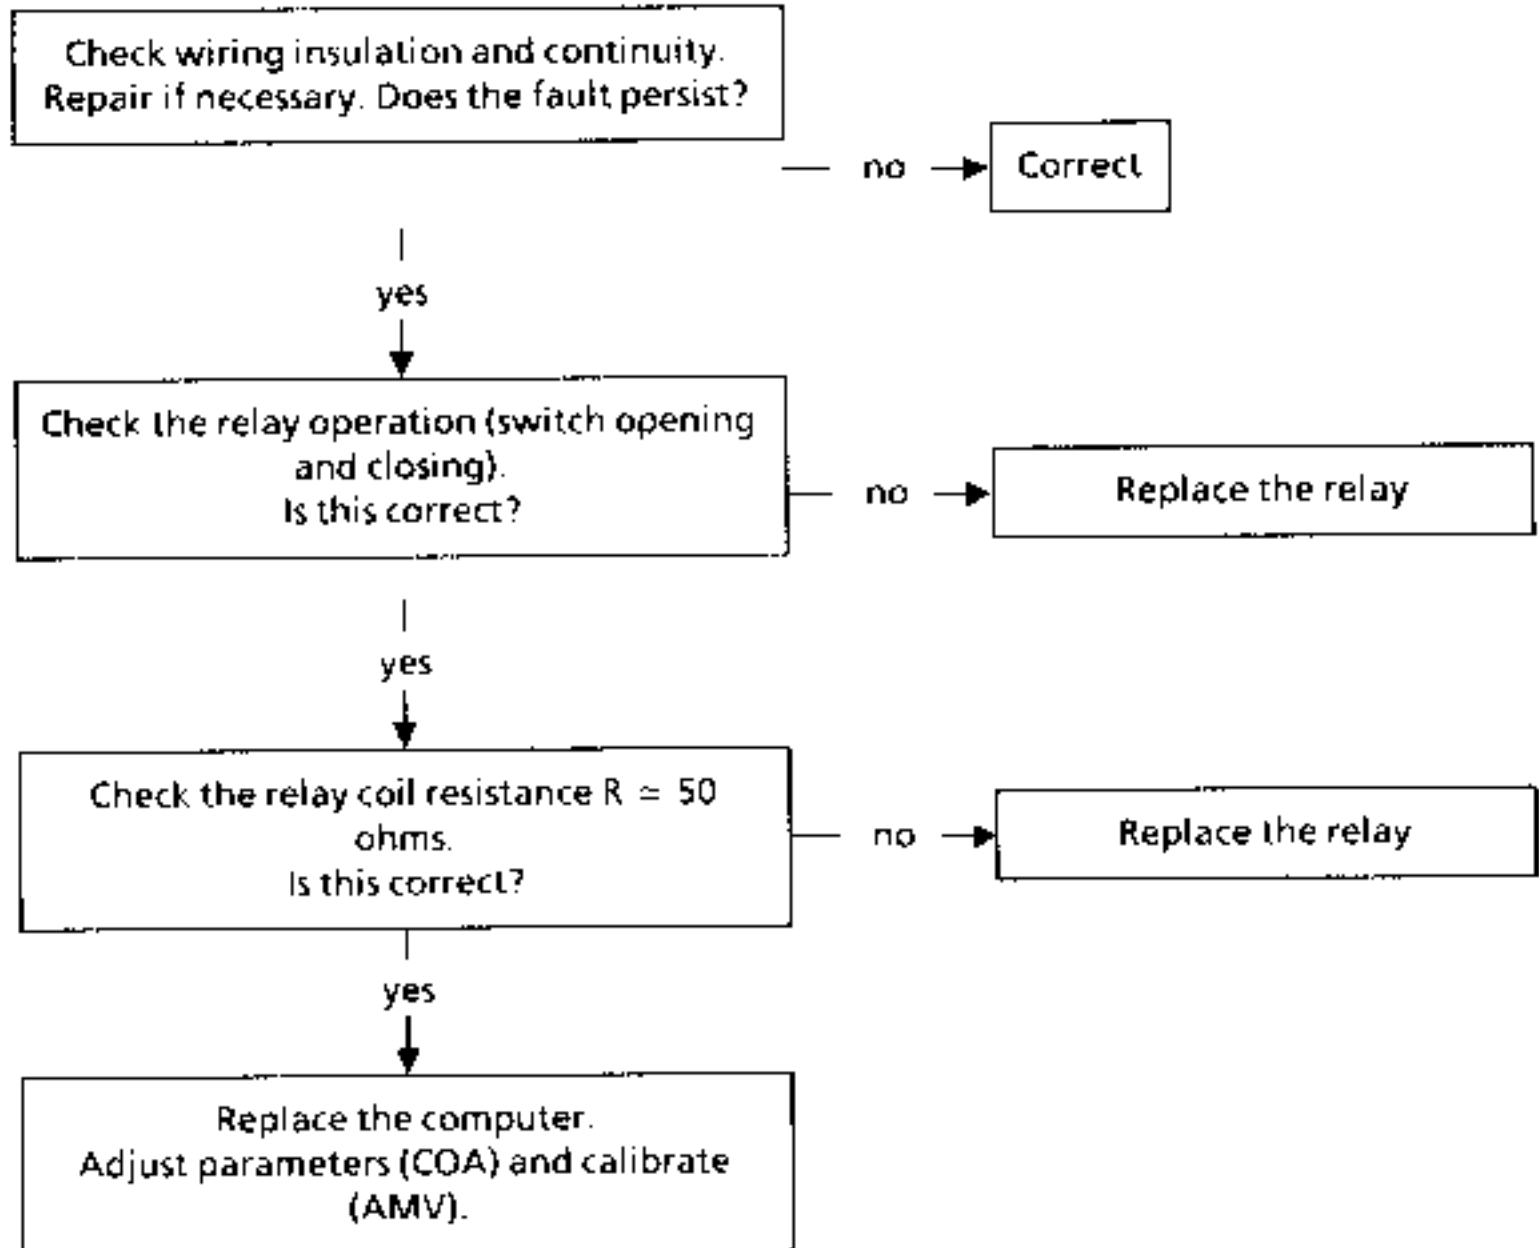 Check wiring insulation and continuity.
Repair if necessary. Does the fault persist?
no
Correct
yes
Check the relay operation (switch opening
and closing).
Is this correct?
no
Replace the relay
yes
Check the relay coil resistance R ≃ 50
ohms.
Is this correct?
no
Replace the relay
yes
Replace the computer.
Adjust parameters (COA) and calibrate
(AMV).